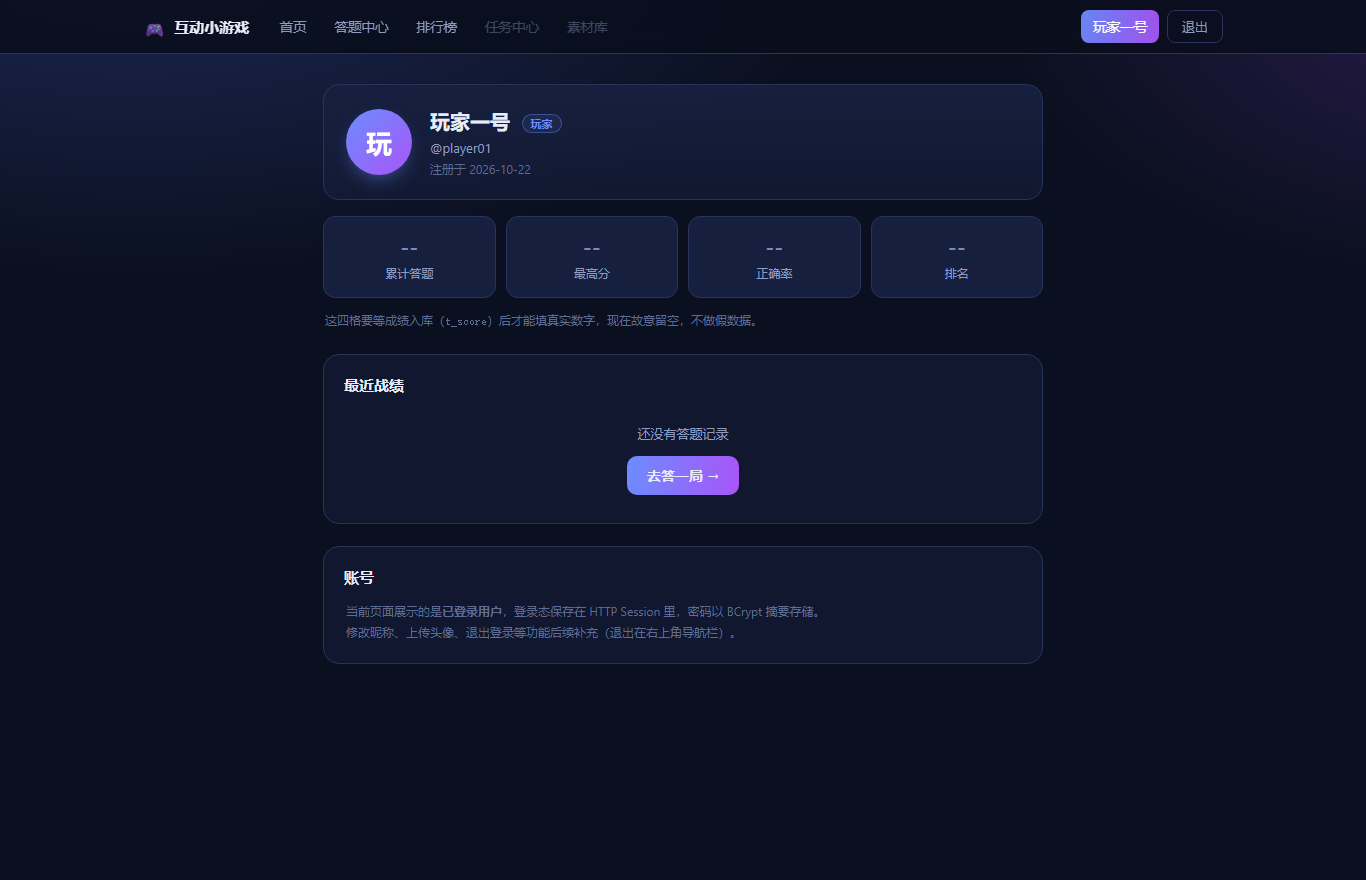 互动小游戏 首页 答题中心 排行榜 任务中心 素材库 玩家一号 退出
玩
玩家一号 玩家
@player01
注册于 2026-10-22
-- -- -- --
累计答题 最高分 正确率 排名
这四格要等成绩入库（t_score）后才能填真实数字，现在故意留空，不做假数据。
最近战绩
还没有答题记录
去答一局 →
账号
当前页面展示的是已登录用户，登录态保存在 HTTP Session 里，密码以 BCrypt 摘要存储。
修改昵称、上传头像、退出登录等功能后续补充（退出在右上角导航栏）。